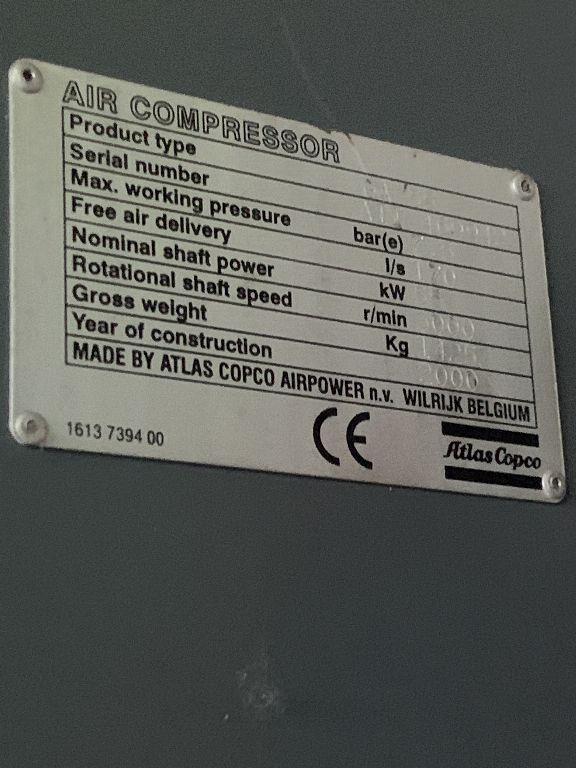 AIR COMPRESSOR
Product type
Serial number
Max. working pressure bar(e)
Free air delivery l/s 170
Nominal shaft power kW
Rotational shaft speed r/min
Gross weight Kg
Year of construction 2000
MADE BY ATLAS COPCO AIRPOWER n.v. WILRIJK BELGIUM
1613 7394 00
CE
Atlas Copco